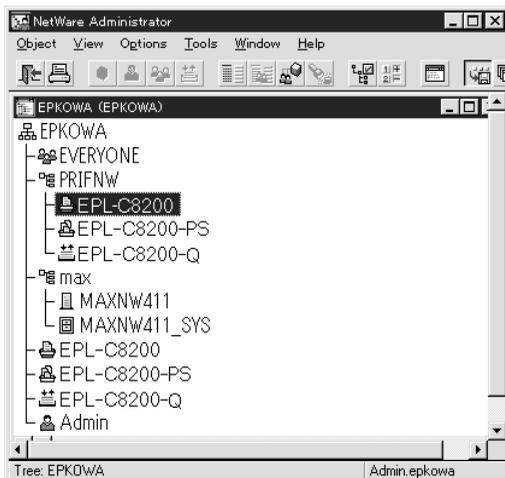 NetWare Administrator
Object View Options Tools Window Help
EPKOWA (EPKOWA)
EPKOWA
EVERYONE
PRIFNW
EPL-C8200
EPL-C8200-PS
EPL-C8200-Q
max
MAXNW411
MAXNW411_SYS
EPL-C8200
EPL-C8200-PS
EPL-C8200-Q
Admin
Tree: EPKOWA Admin.epkowa